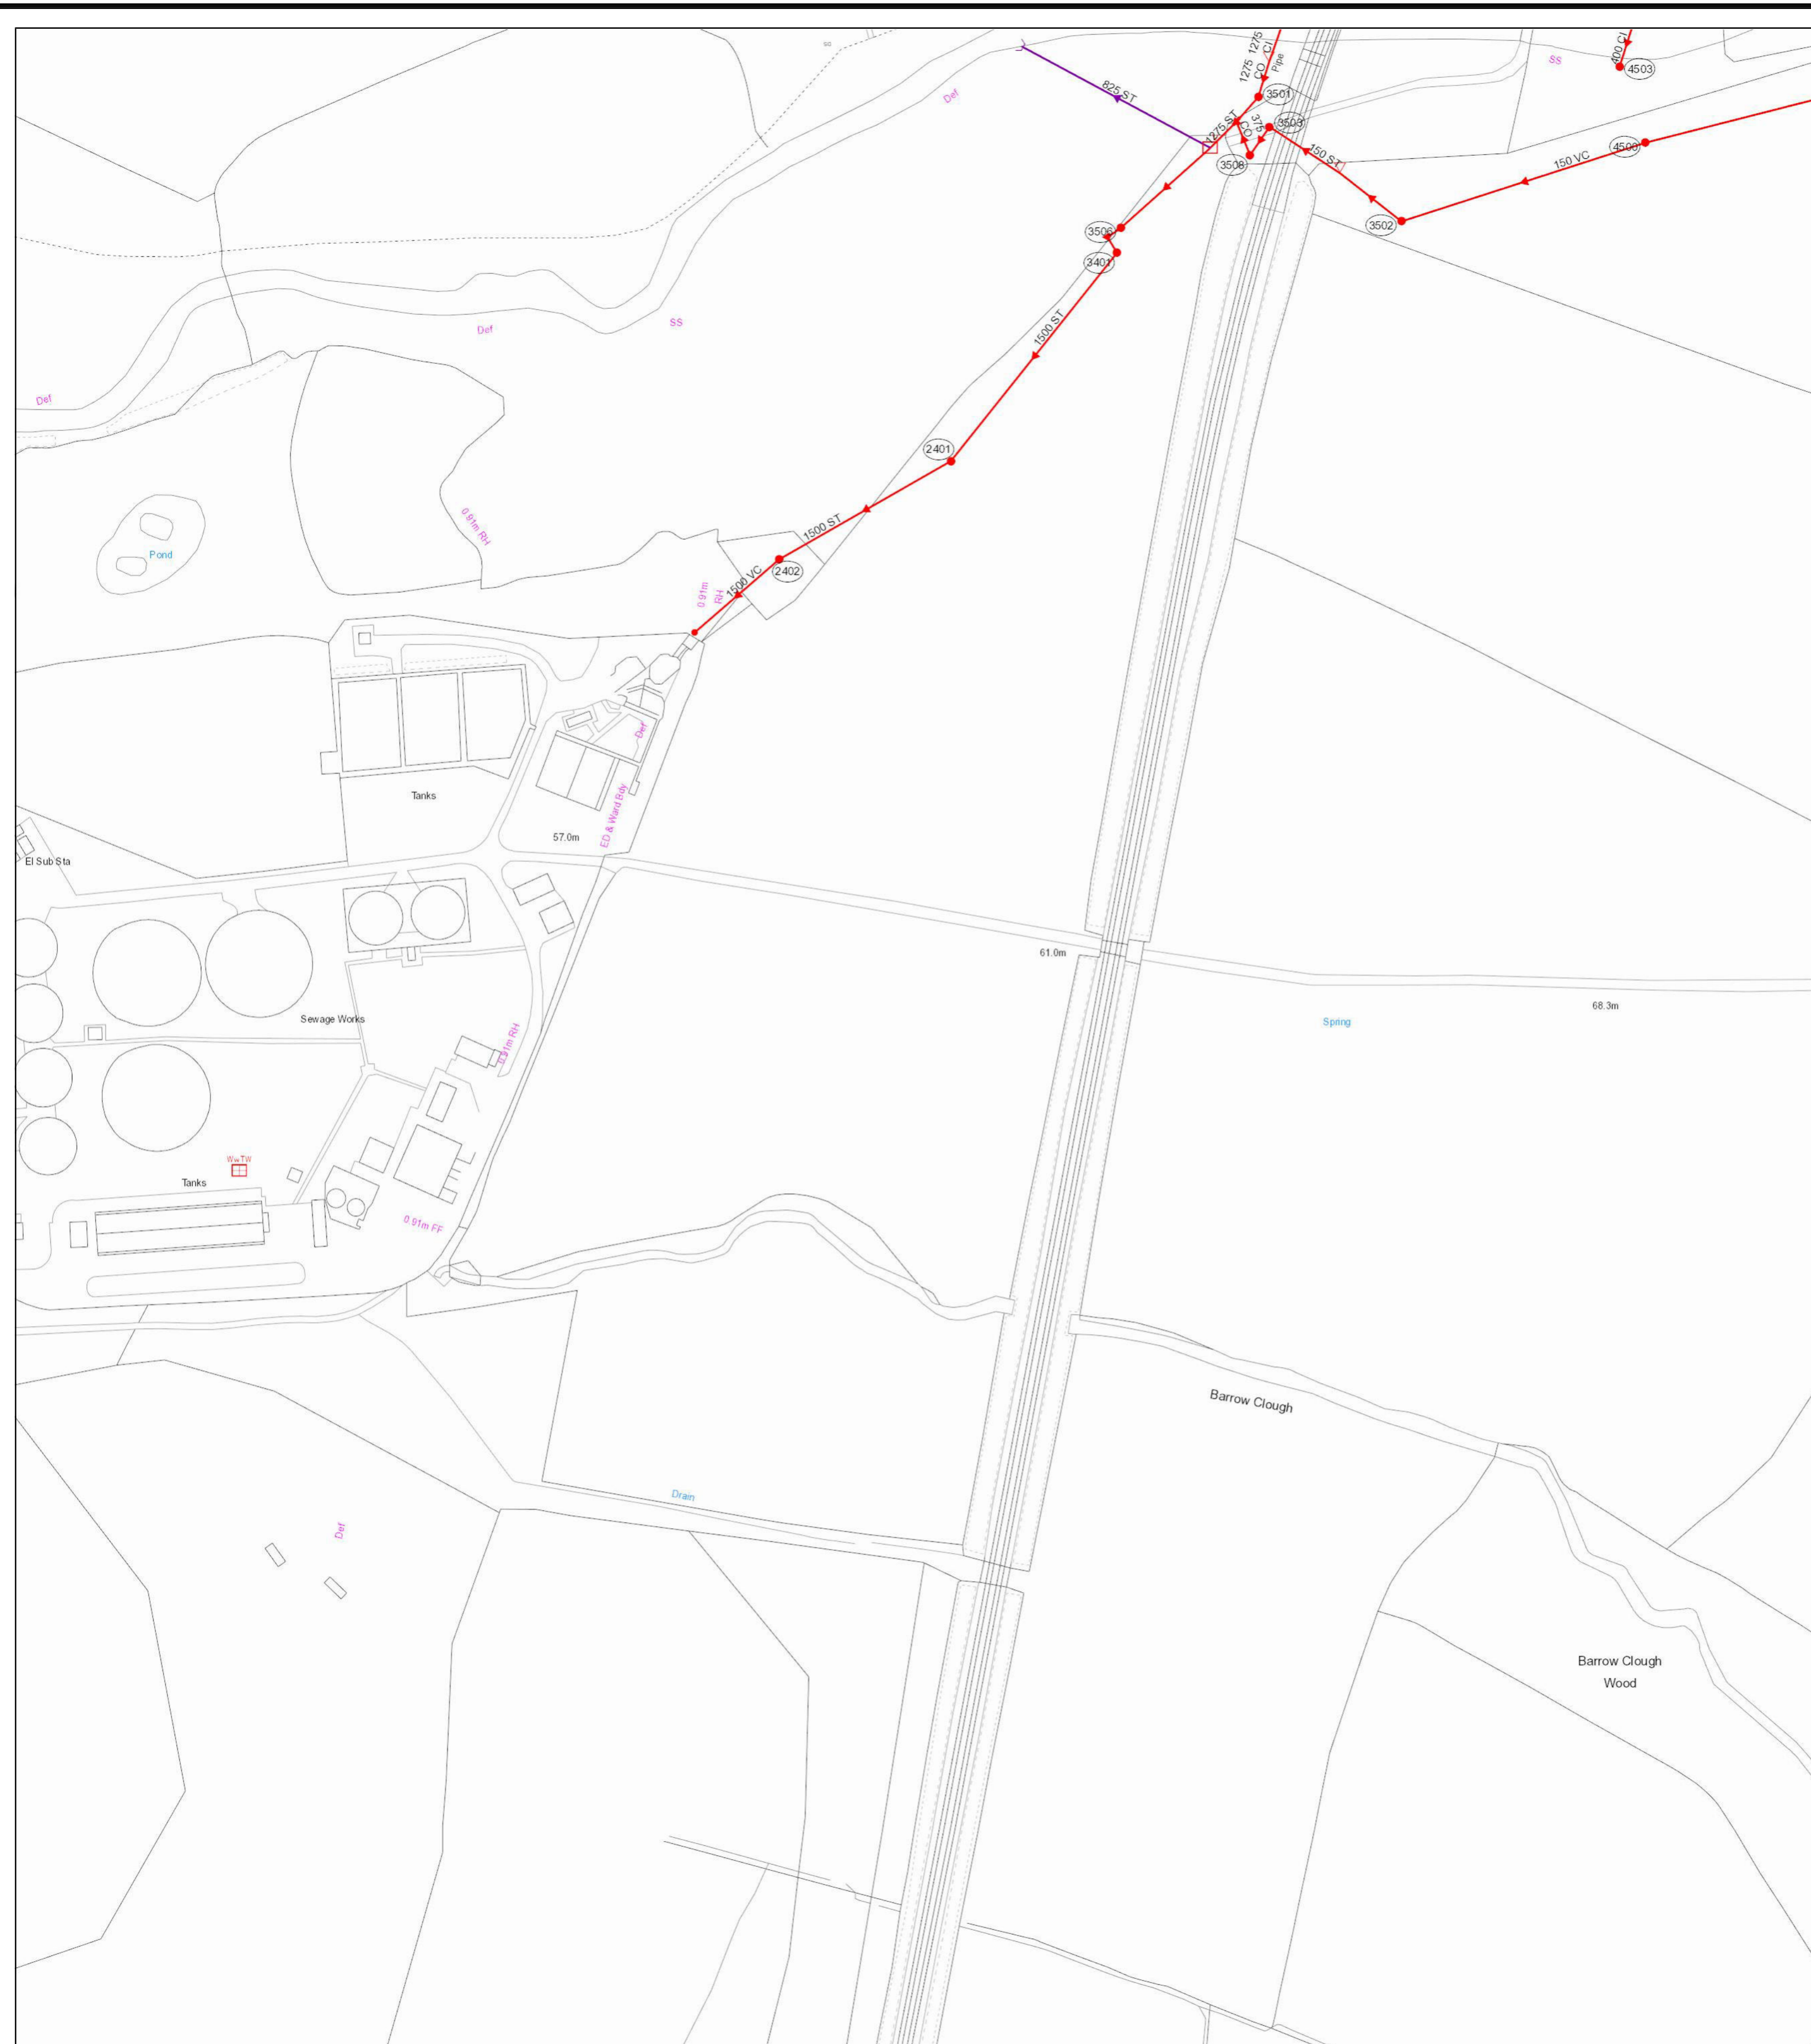 1275
1275
CI
CO
Pipe
400 CI
4503
SS
825 ST
Def
3501
1275 ST
375
CO
3503
3508
150 ST
150 VC
4500
3502
3506
3401
1500 ST
SS
Def
Def
2401
0.91m RH
1500 ST
Pond
2402
1500 VC
0.91m
RH
Def
Tanks
ED & Ward Bdy
57.0m
El Sub Sta
61.0m
68.3m
Sewage Works
Spring
0.91m RH
WwTW
Tanks
0.91m FF
Barrow Clough
Drain
Def
Barrow Clough
Wood